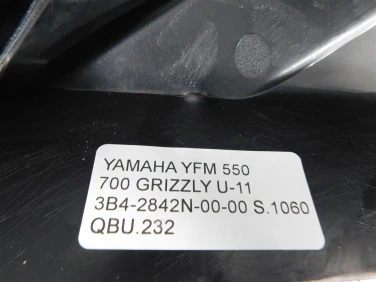 YAMAHA YFM 550
700 GRIZZLY U-11
3B4-2842N-00-00 S.1060
QBU.232